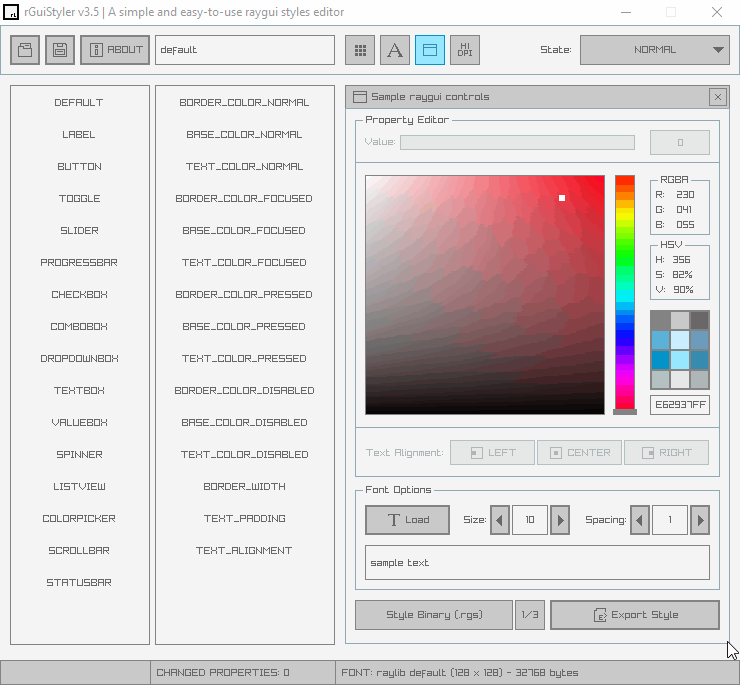 rL rGuiStyler v3.5 | A simple and easy-to-use raygui styles editor
ABOUT
default
A
HI
DPI
State:
NORMAL
DEFAULT
LABEL
BUTTON
TOGGLE
SLIDER
PROGRESSBAR
CHECKBOX
COMBOBOX
DROPDOWNBOX
TEXTBOX
VALUEBOX
SPINNER
LISTVIEW
COLORPICKER
SCROLLBAR
STATUSBAR
BORDER_COLOR_NORMAL
BASE_COLOR_NORMAL
TEXT_COLOR_NORMAL
BORDER_COLOR_FOCUSED
BASE_COLOR_FOCUSED
TEXT_COLOR_FOCUSED
BORDER_COLOR_PRESSED
BASE_COLOR_PRESSED
TEXT_COLOR_PRESSED
BORDER_COLOR_DISABLED
BASE_COLOR_DISABLED
TEXT_COLOR_DISABLED
BORDER_WIDTH
TEXT_PADDING
TEXT_ALIGNMENT
Sample raygui controls
Property Editor
Value:
0
RGBA
R: 230
G: 041
B: 055
HSV
H: 356
S: 82%
V: 90%
E62937FF
Text Alignment:
LEFT
CENTER
RIGHT
Font Options
T Load
Size:
10
Spacing:
1
sample text
Style Binary (.rgs)
1/3
Export Style
CHANGED PROPERTIES: 0
FONT: raylib default (128 x 128) - 32768 bytes